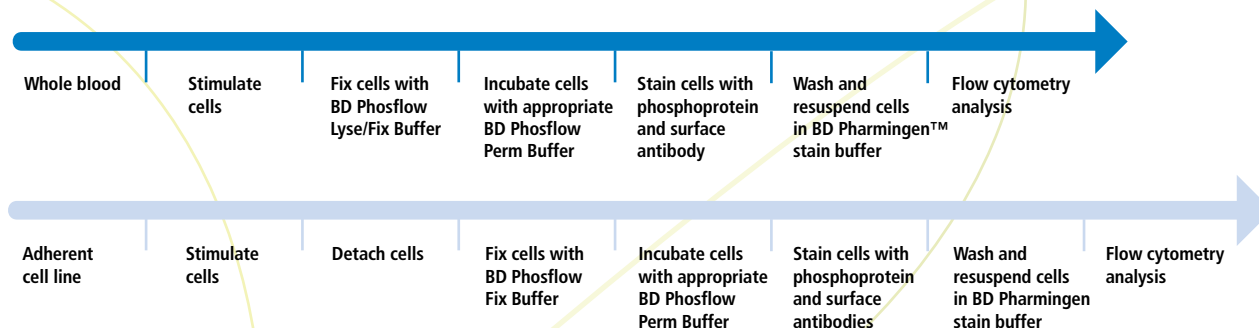 Whole blood
Stimulate
cells
Fix cells with
BD Phosflow
Lyse/Fix Buffer
Incubate cells
with appropriate
BD Phosflow
Perm Buffer
Stain cells with
phosphoprotein
and surface
antibody
Wash and
resuspend cells
in BD Pharmingen™
stain buffer
Flow cytometry
analysis
Adherent
cell line
Stimulate
cells
Detach cells
Fix cells with
BD Phosflow
Fix Buffer
Incubate cells
with appropriate
BD Phosflow
Perm Buffer
Stain cells with
phosphoprotein
and surface
antibodies
Wash and
resuspend cells
in BD Pharmingen
stain buffer
Flow cytometry
analysis